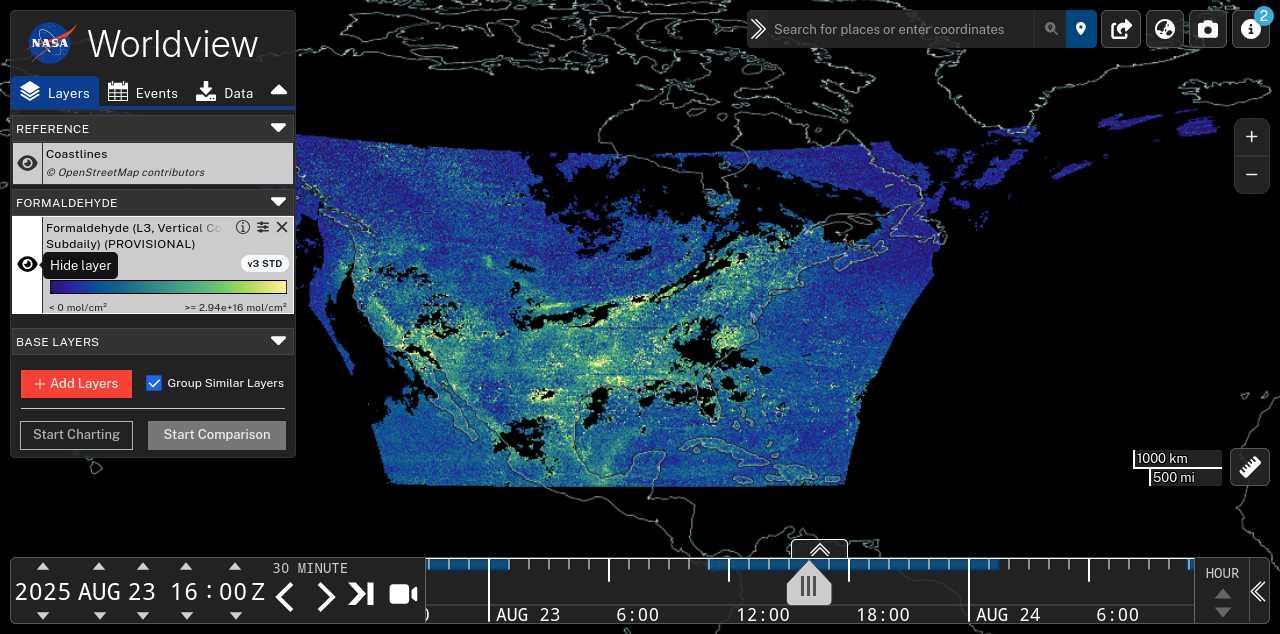 NASA
Worldview
Layers
Events
Data
REFERENCE
Coastlines
© OpenStreetMap contributors
FORMALDEHYDE
Formaldehyde (L3, Vertical Co
Subdaily) (PROVISIONAL)
Hide layer
v3 STD
< 0 mol/cm²
>= 2.94e+16 mol/cm²
BASE LAYERS
+ Add Layers
Group Similar Layers
Start Charting
Start Comparison
Search for places or enter coordinates
2
+
−
1000 km
500 mi
30 MINUTE
2025 AUG 23 16 : 00 Z
AUG 23
6:00
12:00
18:00
AUG 24
6:00
HOUR